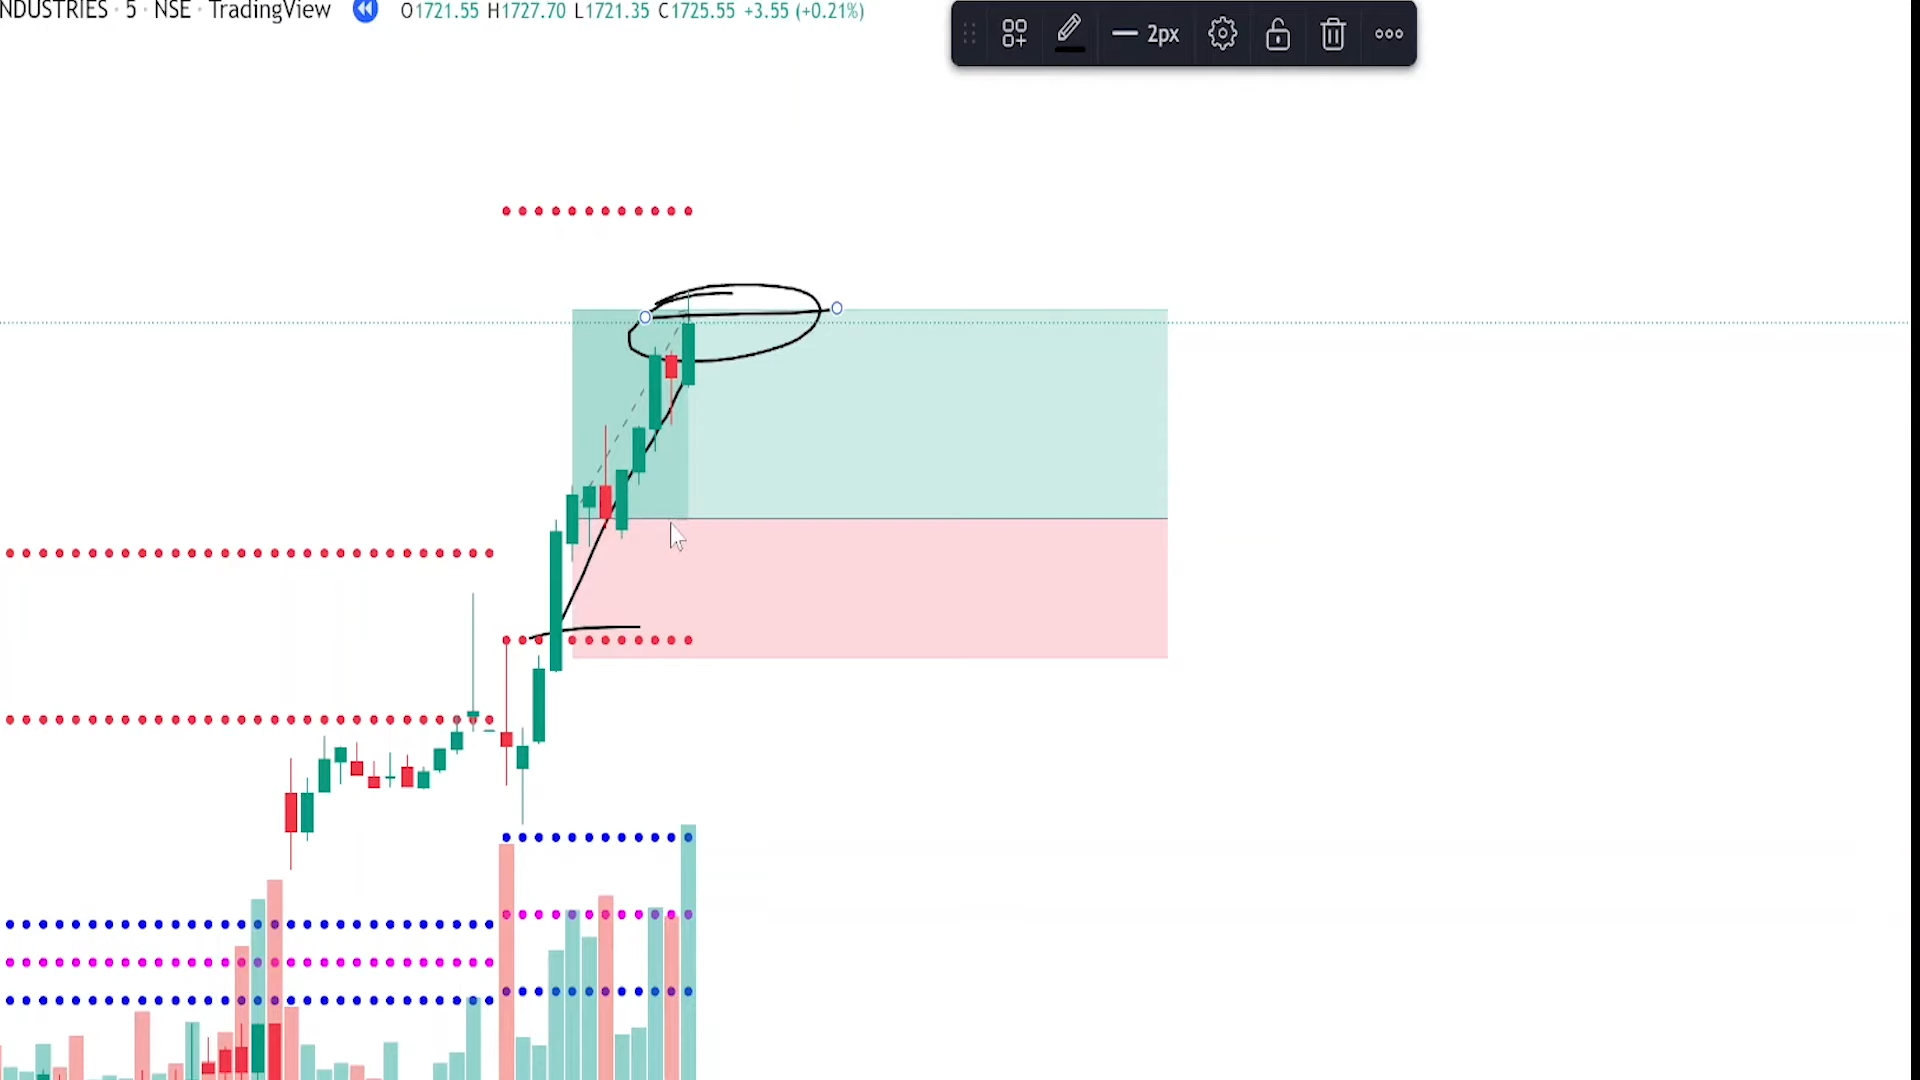 NDUSTRIES · 5 · NSE · TradingView O1721.55 H1727.70 L1721.35 C1725.55 +3.55 (+0.21%)
2px